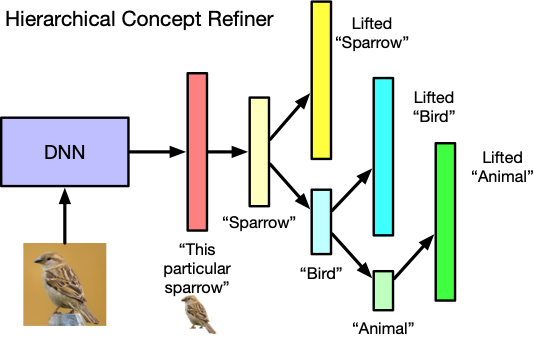 Hierarchical Concept Refiner
Lifted
“Sparrow”
Lifted
“Bird”
Lifted
“Animal”
DNN
“Sparrow”
“This
particular
sparrow”
“Bird”
“Animal”